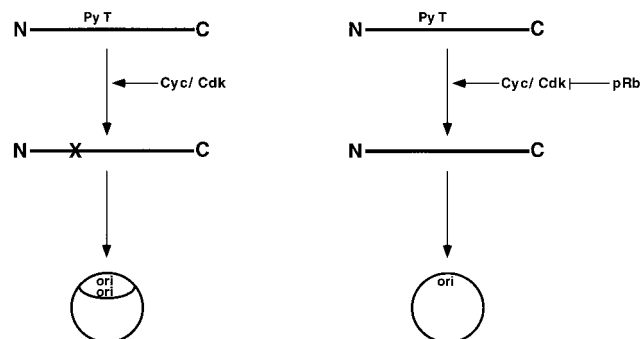 Py T
N C
Cyc/ Cdk
N X C
ori
ori
Py T
N C
Cyc/ Cdk pRb
N C
ori